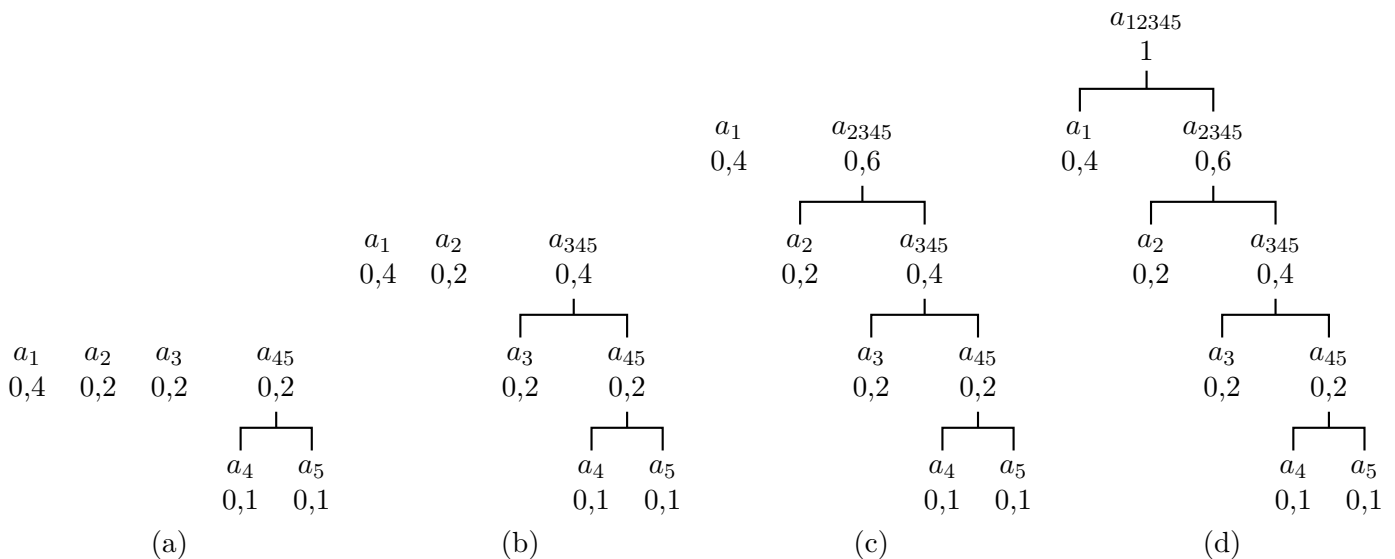 a₁₂₃₄₅
1
a₁ a₂₃₄₅ a₁ a₂₃₄₅
0,4 0,6 0,4 0,6
a₁ a₂ a₃₄₅ a₂ a₃₄₅ a₂ a₃₄₅
0,4 0,2 0,4 0,2 0,4 0,2 0,4
a₁ a₂ a₃ a₄₅ a₃ a₄₅ a₃ a₄₅ a₃ a₄₅
0,4 0,2 0,2 0,2 0,2 0,2 0,2 0,2 0,2 0,2
a₄ a₅ a₄ a₅ a₄ a₅ a₄ a₅
0,1 0,1 0,1 0,1 0,1 0,1 0,1 0,1
(a) (b) (c) (d)